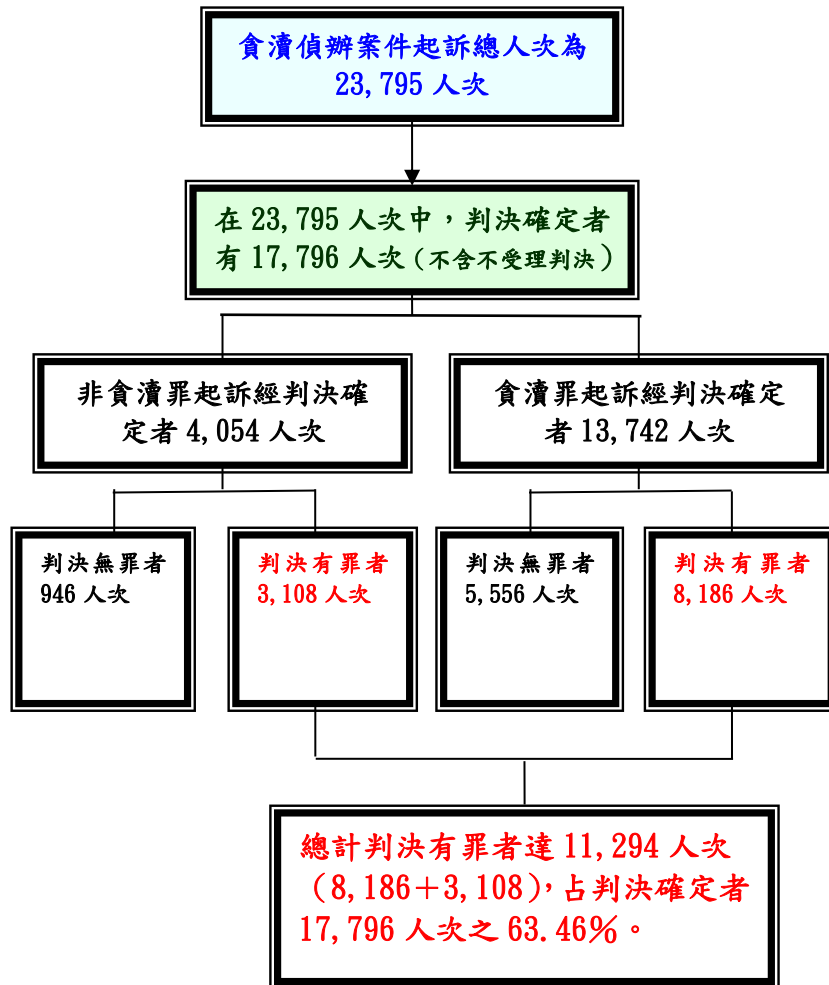 貪瀆偵辦案件起訴總人次為
23,795 人次
在 23,795 人次中，判決確定者
有 17,796 人次（不含不受理判決）
非貪瀆罪起訴經判決確
定者 4,054 人次
貪瀆罪起訴經判決確定
者 13,742 人次
判決無罪者
946 人次
判決有罪者
3,108 人次
判決無罪者
5,556 人次
判決有罪者
8,186 人次
總計判決有罪者達 11,294 人次
（8,186＋3,108），占判決確定者
17,796 人次之 63.46％。